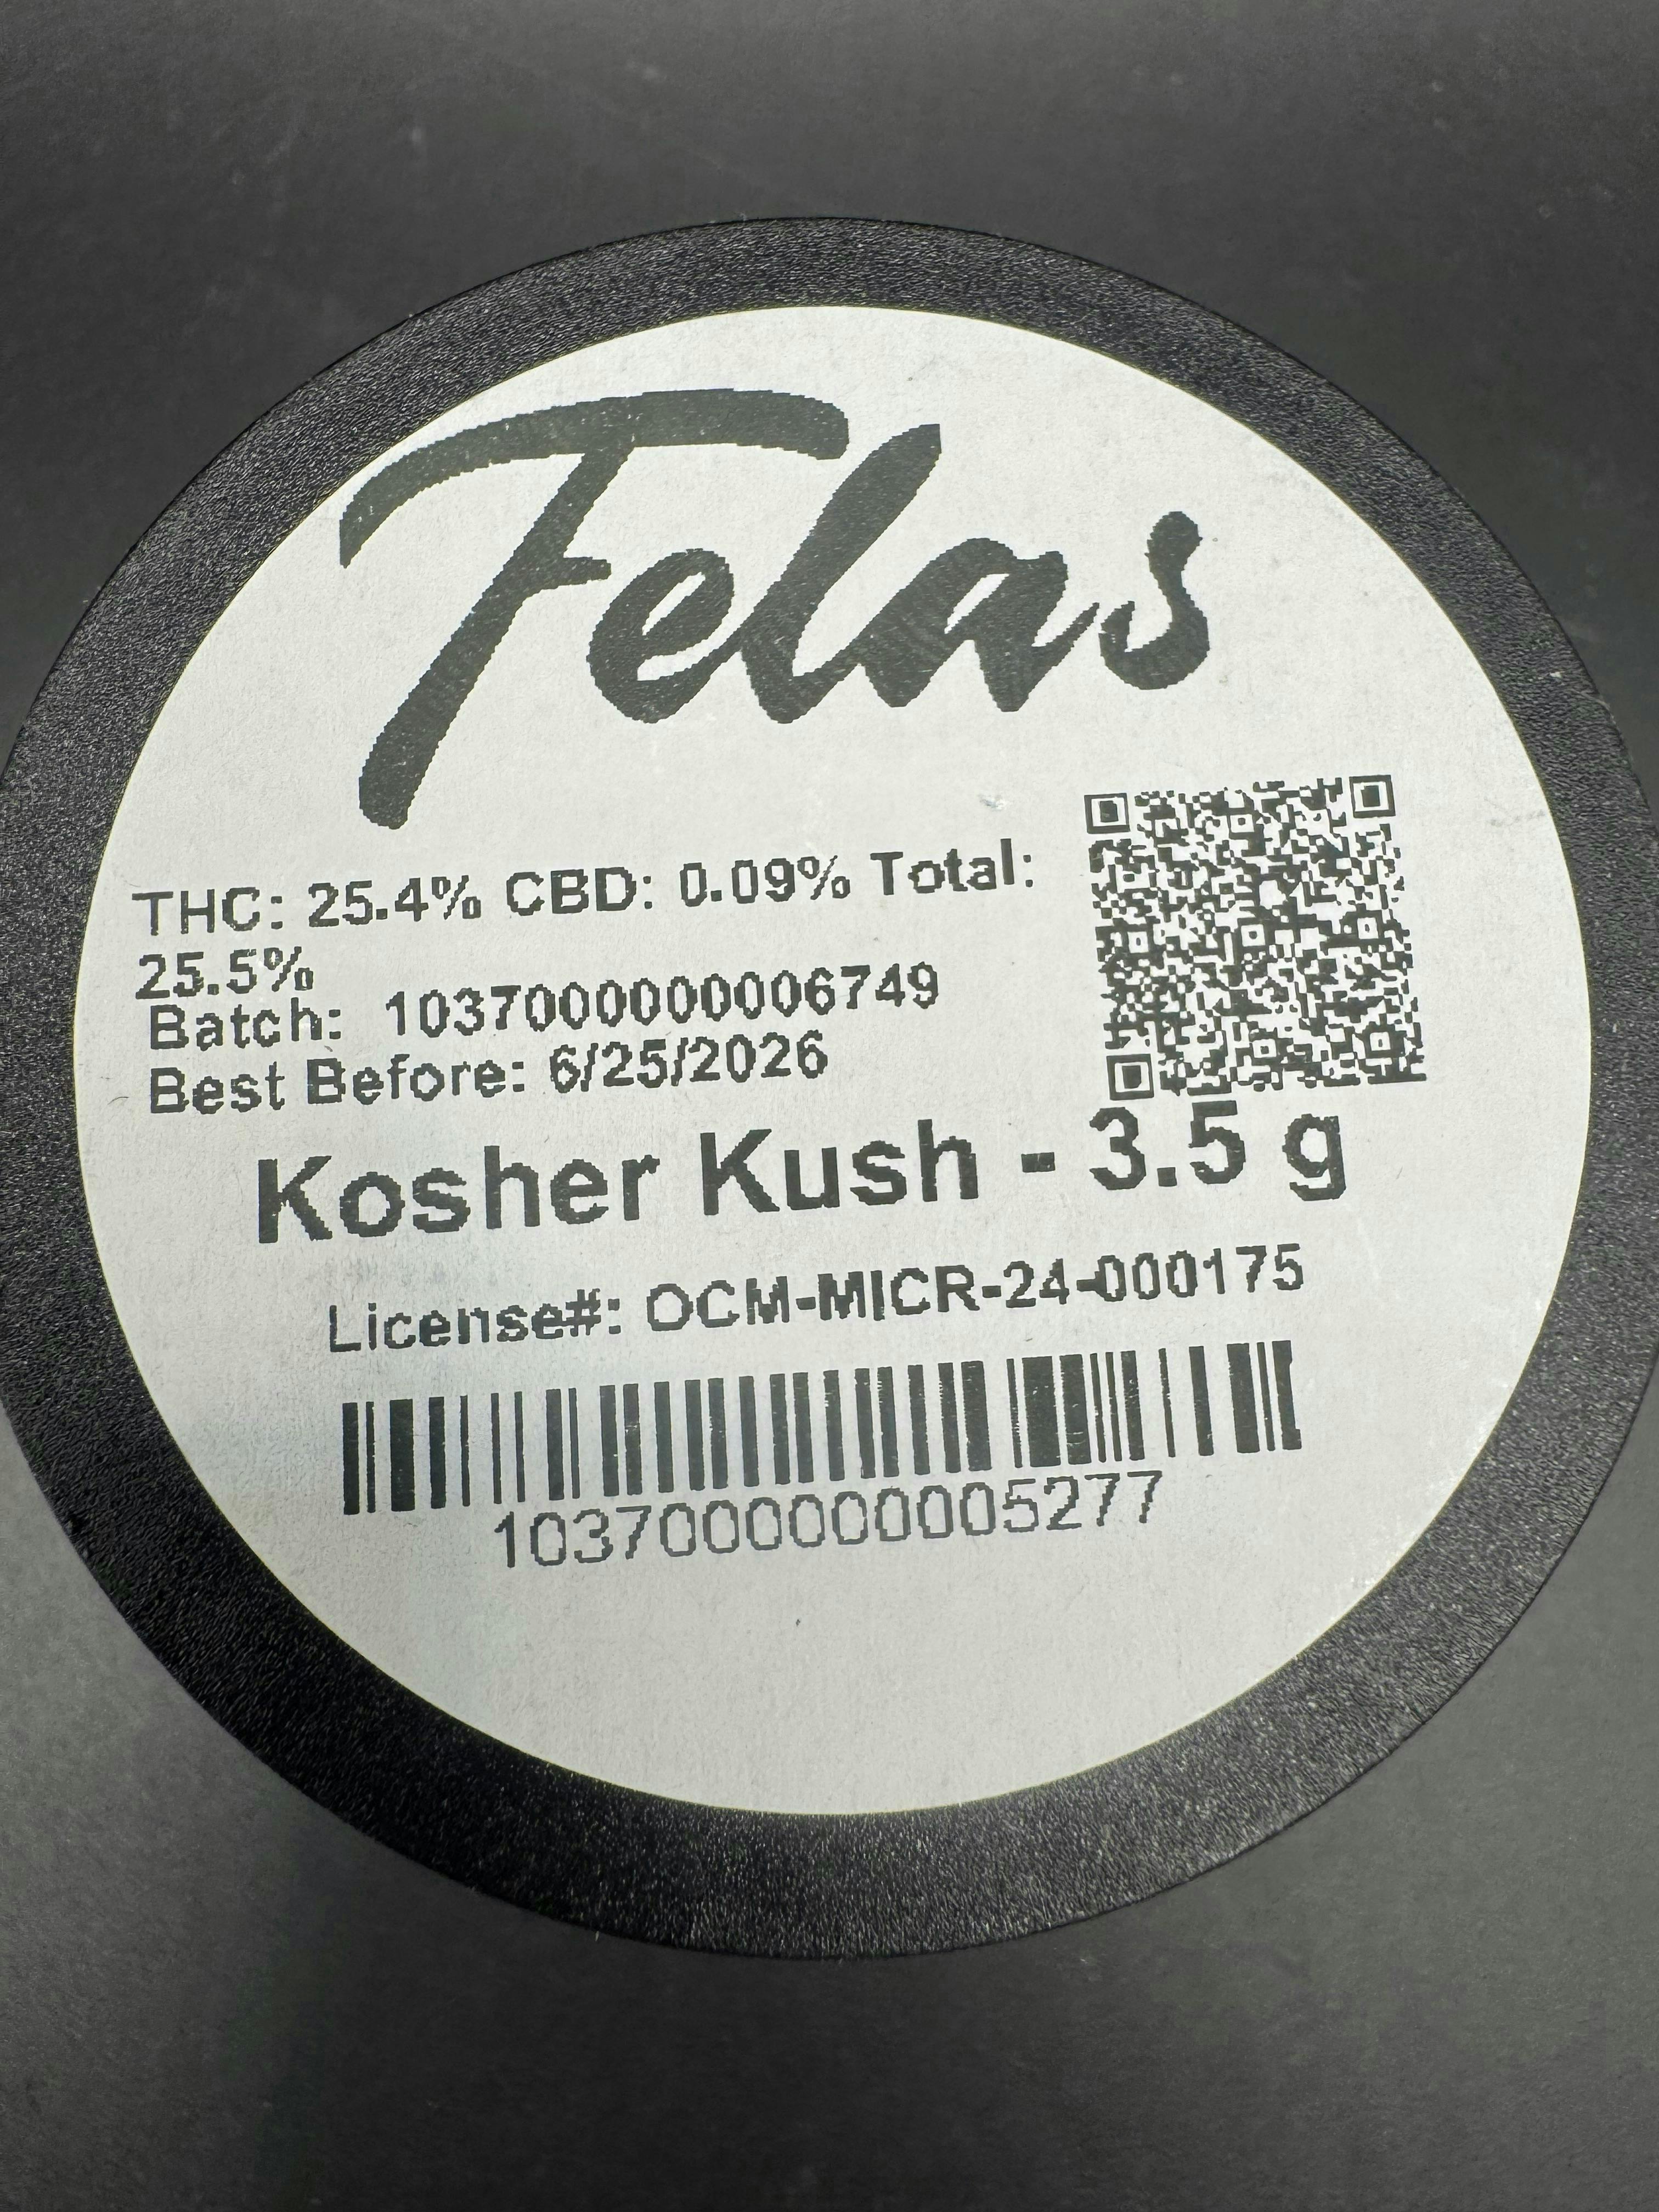 Felas
THC: 25.4% CBD: 0.09% Total:
25.5%
Batch: 1037000000006749
Best Before: 6/25/2026
Kosher Kush - 3.5 g
License#: OCM-MICR-24-000175
1037000000005277